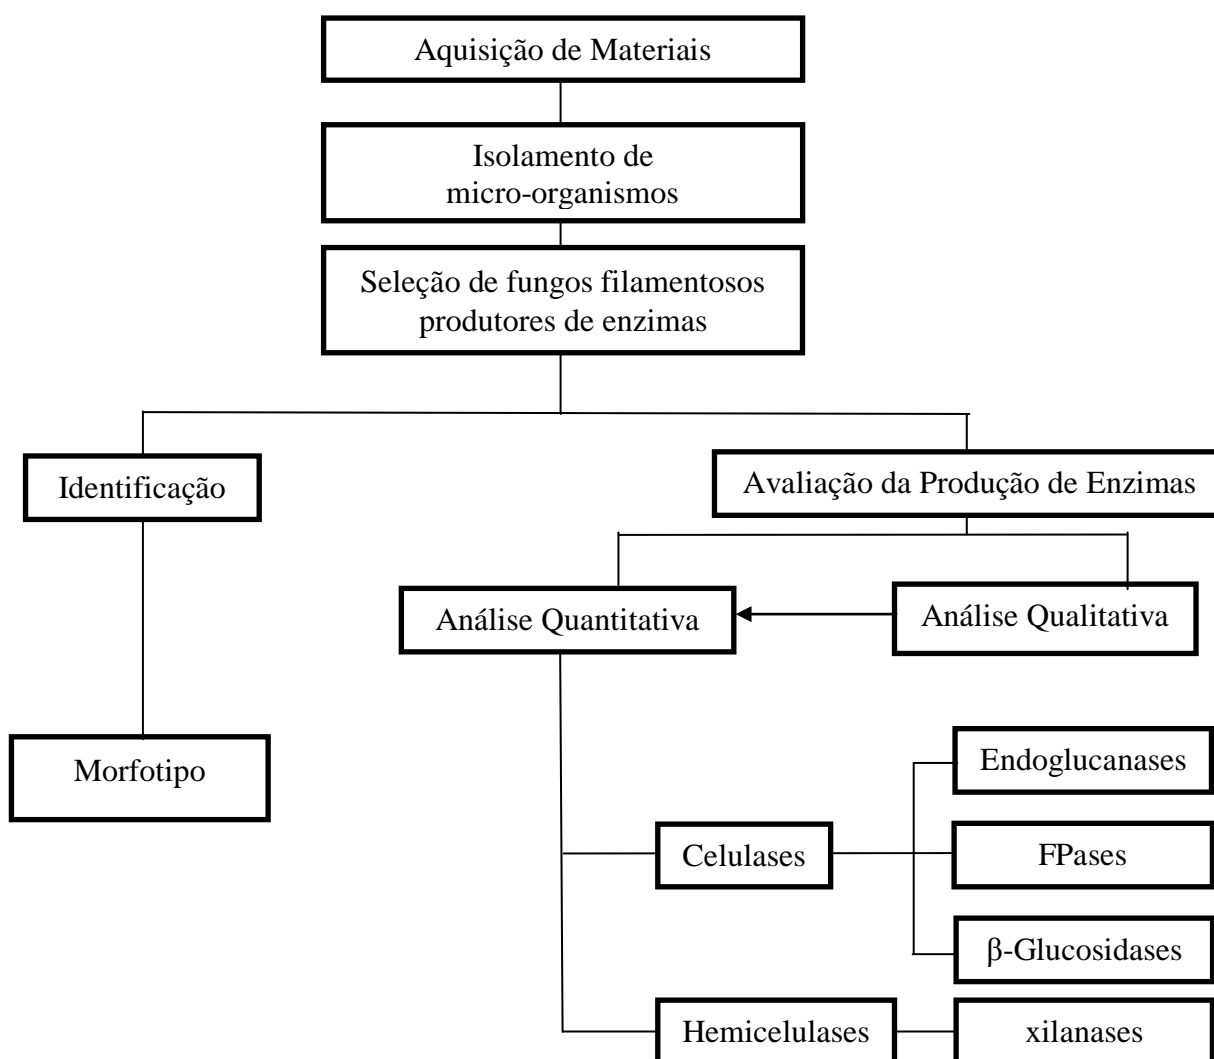 Aquisição de Materiais
Isolamento de
micro-organismos
Seleção de fungos filamentosos
produtores de enzimas
Identificação
Avaliação da Produção de Enzimas
Análise Quantitativa
Análise Qualitativa
Morfotipo
Endoglucanases
Celulases
FPases
β-Glucosidases
Hemicelulases
xilanases